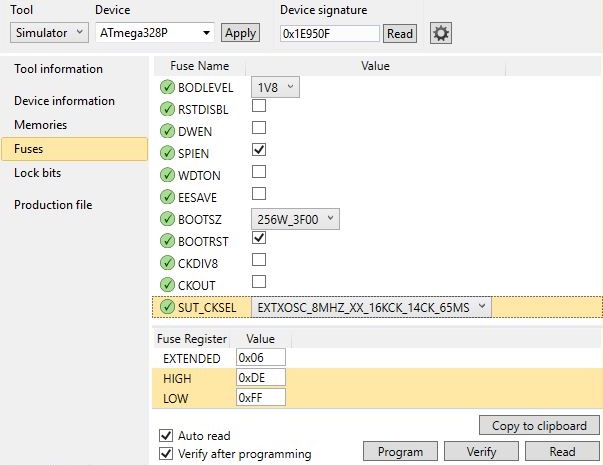 Tool Device Device signature
Simulator ATmega328P Apply 0x1E950F Read
Tool information
Device information
Memories
Fuses
Lock bits
Production file
Fuse Name Value
BODLEVEL 1V8
RSTDISBL
DWEN
SPIEN
WDTON
EESAVE
BOOTSZ 256W_3F00
BOOTRST
CKDIV8
CKOUT
SUT_CKSEL EXTXOSC_8MHZ_XX_16KCK_14CK_65MS
Fuse Register Value
EXTENDED 0x06
HIGH 0xDE
LOW 0xFF
Copy to clipboard
Auto read
Verify after programming
Program Verify Read